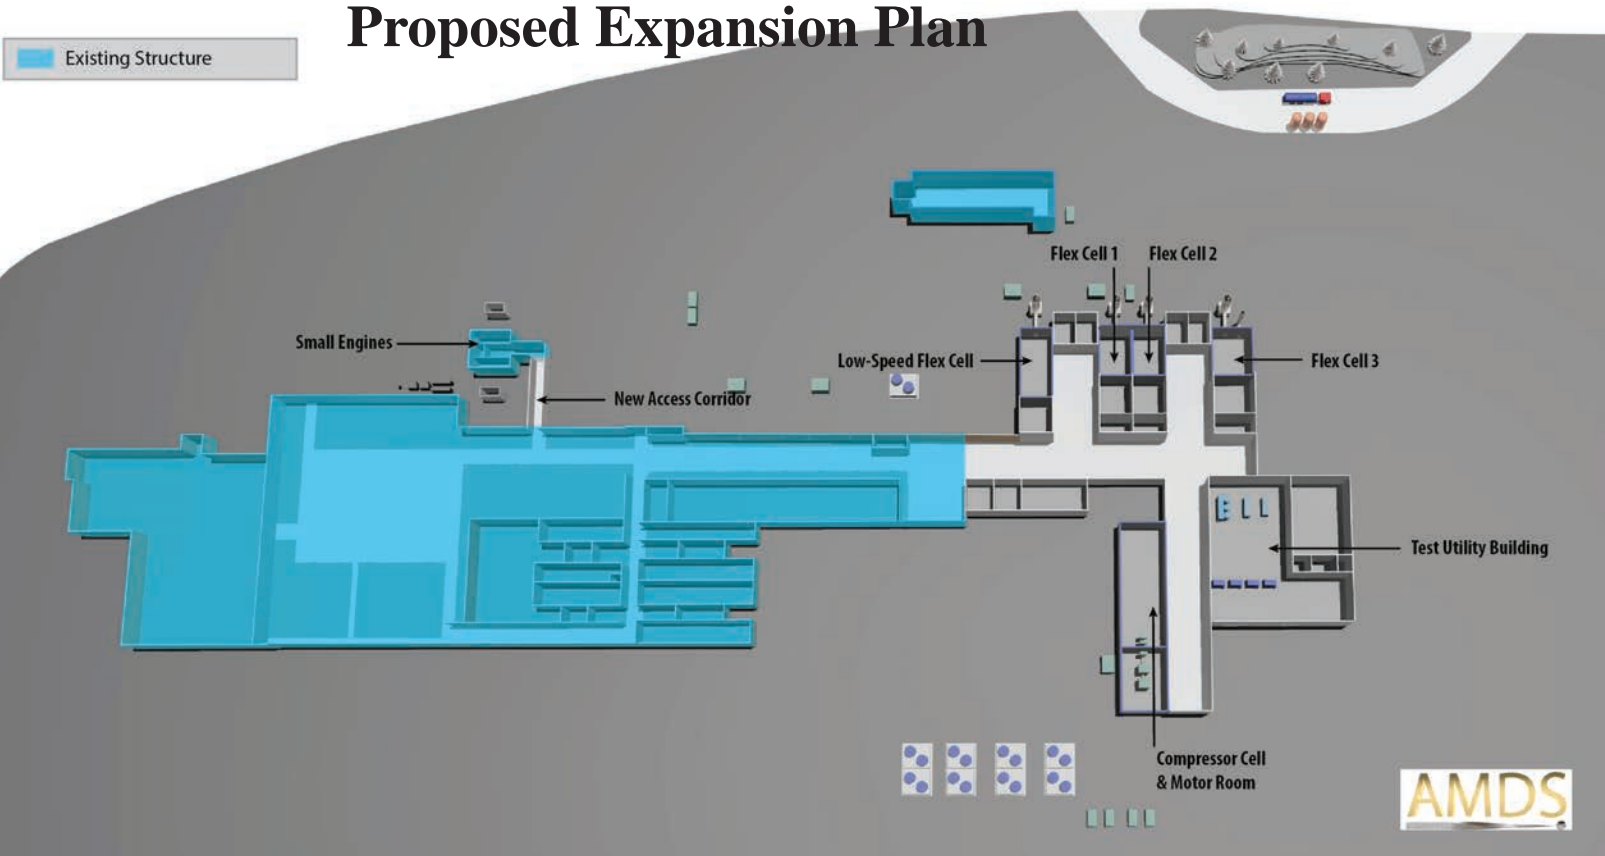 Proposed Expansion Plan
Existing Structure
Flex Cell 1
Flex Cell 2
Small Engines
Low-Speed Flex Cell
Flex Cell 3
New Access Corridor
Test Utility Building
Compressor Cell
& Motor Room
AMDS